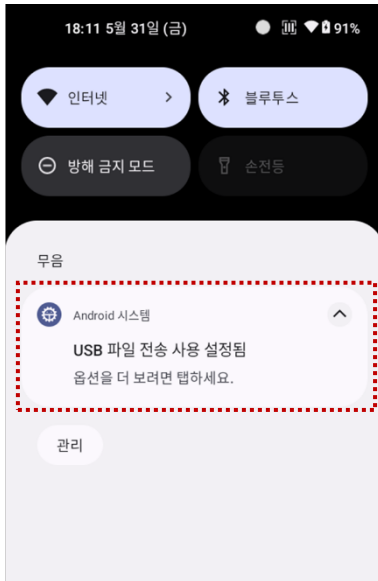 18:11 5월 31일 (금) 91%
인터넷 블루투스
방해 금지 모드 손전등
무음
Android 시스템
USB 파일 전송 사용 설정됨
옵션을 더 보려면 탭하세요.
관리